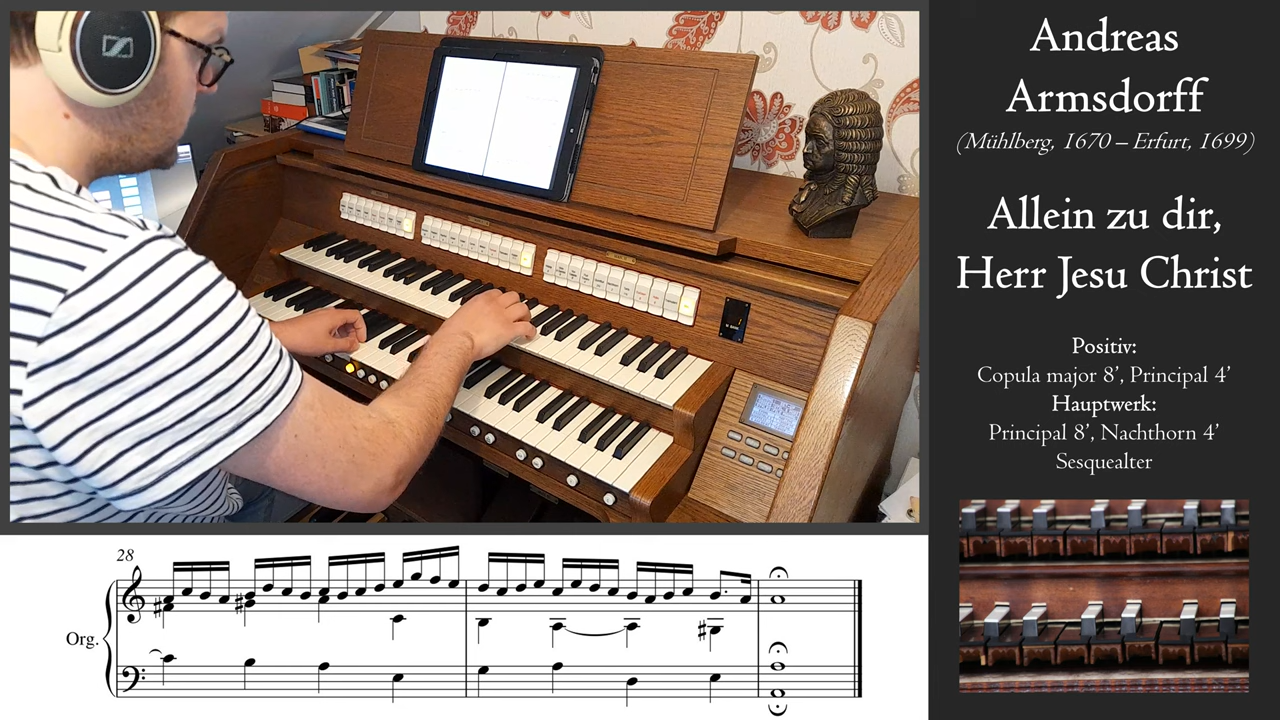 Andreas
Armsdorff
(Mühlberg, 1670 – Erfurt, 1699)
Allein zu dir,
Herr Jesu Christ
Positiv:
Copula major 8’, Principal 4’
Hauptwerk:
Principal 8’, Nachthorn 4’
Sesquealter
28
Org.